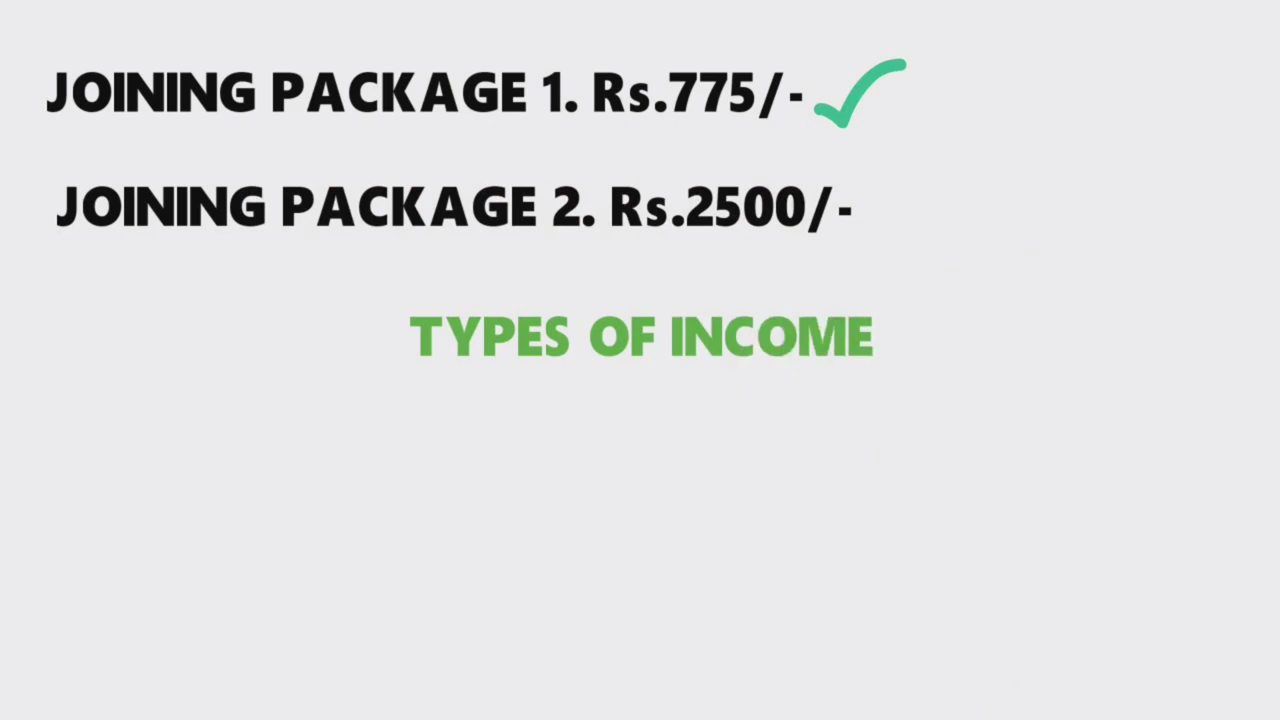 JOINING PACKAGE 1. Rs.775/-
JOINING PACKAGE 2. Rs.2500/-
TYPES OF INCOME